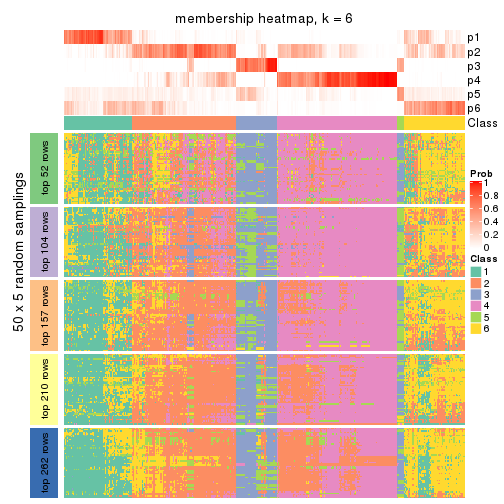 membership heatmap, k = 6
p1
p2
p3
p4
p5
p6
Class
50 x 5 random samplings
top 52 rows
top 104 rows
top 157 rows
top 210 rows
top 262 rows
Prob
1
0.8
0.6
0.4
0.2
0
Class
1
2
3
4
5
6